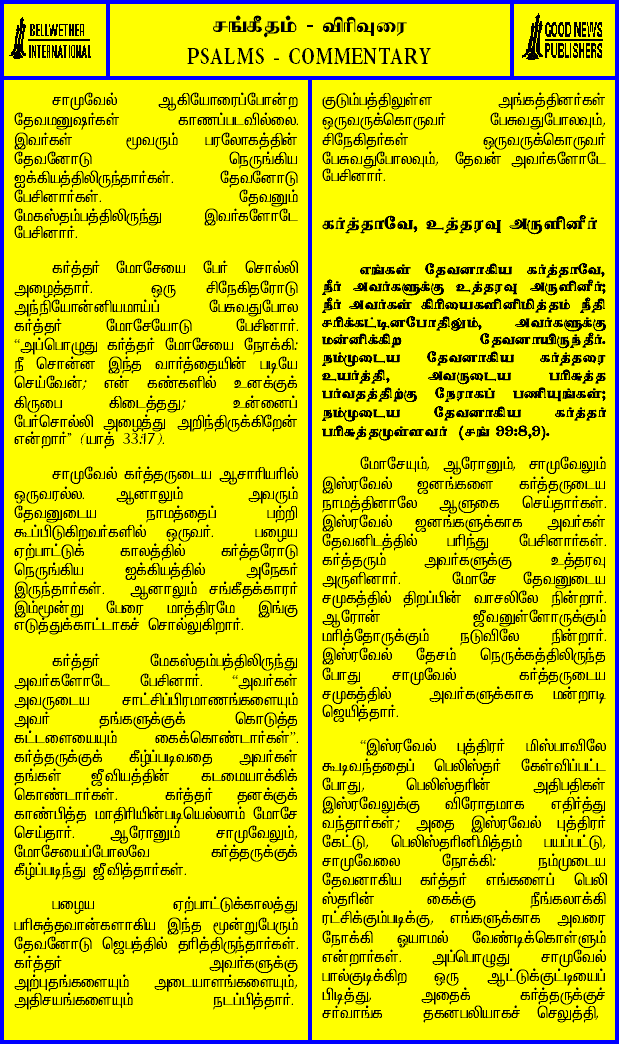 BELLWETHER
INTERNATIONAL
சங்கீதம் - விரிவுரை
PSALMS - COMMENTARY
GOOD NEWS
PUBLISHERS
சாமுவேல் ஆகியோரைப்போன்ற
தேவமனுஷர்கள் காணப்படவில்லை.
இவர்கள் மூவரும் பரலோகத்தின்
தேவனோடு நெருங்கிய
ஐக்கியத்திலிருந்தார்கள். தேவனோடு
பேசினார்கள். தேவனும்
மேகஸ்தம்பத்திலிருந்து இவர்களோடே
பேசினார்.
கர்த்தர் மோசேயை பேர் சொல்லி
அழைத்தார். ஒரு சிநேகிதரோடு
அந்நியோன்னியமாய்ப் பேசுவதுபோல
கர்த்தர் மோசேயோடு பேசினார்.
“அப்பொழுது கர்த்தர் மோசேயை நோக்கி:
நீ சொன்ன இந்த வார்த்தையின் படியே
செய்வேன்; என் கண்களில் உனக்குக்
கிருபை கிடைத்தது; உன்னைப்
பேர்சொல்லி அழைத்து அறிந்திருக்கிறேன்
என்றார்” (யாத் 33:17).
சாமுவேல் கர்த்தருடைய ஆசாரியரில்
ஒருவரல்ல. ஆனாலும் அவரும்
தேவனுடைய நாமத்தைப் பற்றி
கூப்பிடுகிறவர்களில் ஒருவர். பழைய
ஏற்பாட்டுக் காலத்தில் கர்த்தரோடு
நெருங்கிய ஐக்கியத்தில் அநேகர்
இருந்தார்கள். ஆனாலும் சங்கீதக்காரர்
இம்மூன்று பேரை மாத்திரமே இங்கு
எடுத்துக்காட்டாகச் சொல்லுகிறார்.
கர்த்தர் மேகஸ்தம்பத்திலிருந்து
அவர்களோடே பேசினார். “அவர்கள்
அவருடைய சாட்சிப்பிரமாணங்களையும்
அவர் தங்களுக்குக் கொடுத்த
கட்டளையையும் கைக்கொண்டார்கள்”.
கர்த்தருக்குக் கீழ்ப்படிவதை அவர்கள்
தங்கள் ஜீவியத்தின் கடமையாக்கிக்
கொண்டார்கள். கர்த்தர் தனக்குக்
காண்பித்த மாதிரியின்படியெல்லாம் மோசே
செய்தார். ஆரோனும் சாமுவேலும்,
மோசேயைப்போலவே கர்த்தருக்குக்
கீழ்ப்படிந்து ஜீவித்தார்கள்.
பழைய ஏற்பாட்டுக்காலத்து
பரிசுத்தவான்களாகிய இந்த மூன்றுபேரும்
தேவனோடு ஜெபத்தில் தரித்திருந்தார்கள்.
கர்த்தர் அவர்களுக்கு
அற்புதங்களையும் அடையாளங்களையும்,
அதிசயங்களையும் நடப்பித்தார்.
குடும்பத்திலுள்ள அங்கத்தினர்கள்
ஒருவருக்கொருவர் பேசுவதுபோலவும்,
சிநேகிதர்கள் ஒருவருக்கொருவர்
பேசுவதுபோலவும், தேவன் அவர்களோடே
பேசினார்.
கர்த்தாவே, உத்தரவு அருளினீர்
எங்கள் தேவனாகிய கர்த்தாவே,
நீர் அவர்களுக்கு உத்தரவு அருளினீர்;
நீர் அவர்கள் கிரியைகளினிமித்தம் நீதி
சரிக்கட்டினபோதிலும், அவர்களுக்கு
மன்னிக்கிற தேவனாயிருந்தீர்.
நம்முடைய தேவனாகிய கர்த்தரை
உயர்த்தி, அவருடைய பரிசுத்த
பர்வதத்திற்கு நேராகப் பணியுங்கள்;
நம்முடைய தேவனாகிய கர்த்தர்
பரிசுத்தமுள்ளவர் (சங் 99:8,9).
மோசேயும், ஆரோனும், சாமுவேலும்
இஸ்ரவேல் ஜனங்களை கர்த்தருடைய
நாமத்தினாலே ஆளுகை செய்தார்கள்.
இஸ்ரவேல் ஜனங்களுக்காக அவர்கள்
தேவனிடத்தில் பரிந்து பேசினார்கள்.
கர்த்தரும் அவர்களுக்கு உத்தரவு
அருளினார். மோசே தேவனுடைய
சமுகத்தில் திறப்பின் வாசலிலே நின்றார்.
ஆரோன் ஜீவனுள்ளோருக்கும்
மரித்தோருக்கும் நடுவிலே நின்றார்.
இஸ்ரவேல் தேசம் நெருக்கத்திலிருந்த
போது சாமுவேல் கர்த்தருடைய
சமுகத்தில் அவர்களுக்காக மன்றாடி
ஜெயித்தார்.
“இஸ்ரவேல் புத்திரர் மிஸ்பாவிலே
கூடிவந்ததைப் பெலிஸ்தர் கேள்விப்பட்ட
போது, பெலிஸ்தரின் அதிபதிகள்
இஸ்ரவேலுக்கு விரோதமாக எதிர்த்து
வந்தார்கள்; அதை இஸ்ரவேல் புத்திரர்
கேட்டு, பெலிஸ்தரினிமித்தம் பயப்பட்டு,
சாமுவேலை நோக்கி: நம்முடைய
தேவனாகிய கர்த்தர் எங்களைப் பெலி
ஸ்தரின் கைக்கு நீங்கலாக்கி
ரட்சிக்கும்படிக்கு, எங்களுக்காக அவரை
நோக்கி ஓயாமல் வேண்டிக்கொள்ளும்
என்றார்கள். அப்பொழுது சாமுவேல்
பால்குடிக்கிற ஒரு ஆட்டுக்குட்டியைப்
பிடித்து, அதைக் கர்த்தருக்குச்
சர்வாங்க தகனபலியாகச் செலுத்தி,